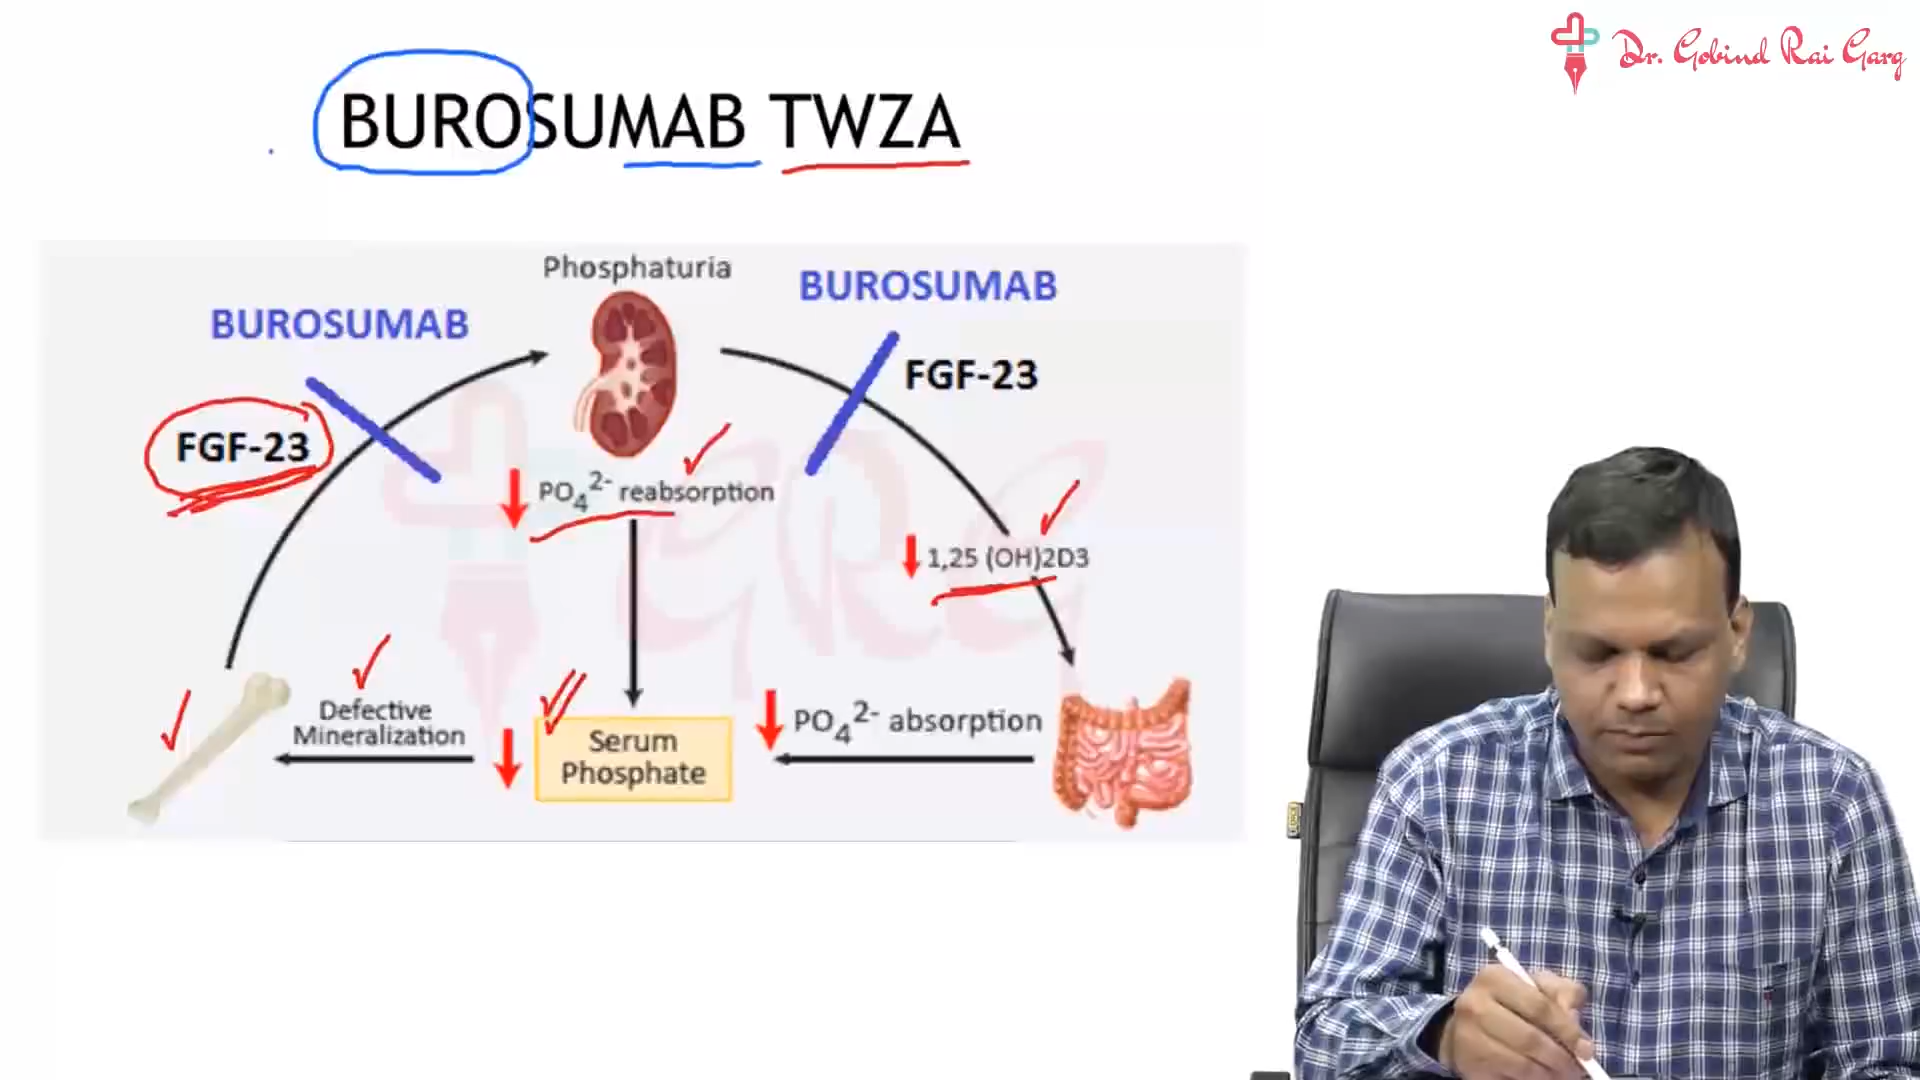 Dr. Gobind Rai Garg
BUROSUMAB TWZA
Phosphaturia
BUROSUMAB
BUROSUMAB
FGF-23
FGF-23
PO4 2- reabsorption
1,25 (OH)2D3
Defective
Mineralization
Serum
Phosphate
PO4 2- absorption
GRG